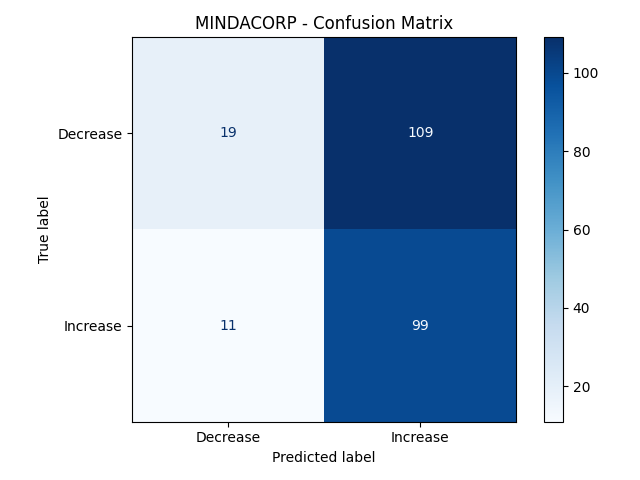 MINDACORP - Confusion Matrix
True label
Decrease
19
109
Increase
11
99
Decrease
Increase
Predicted label
100
80
60
40
20